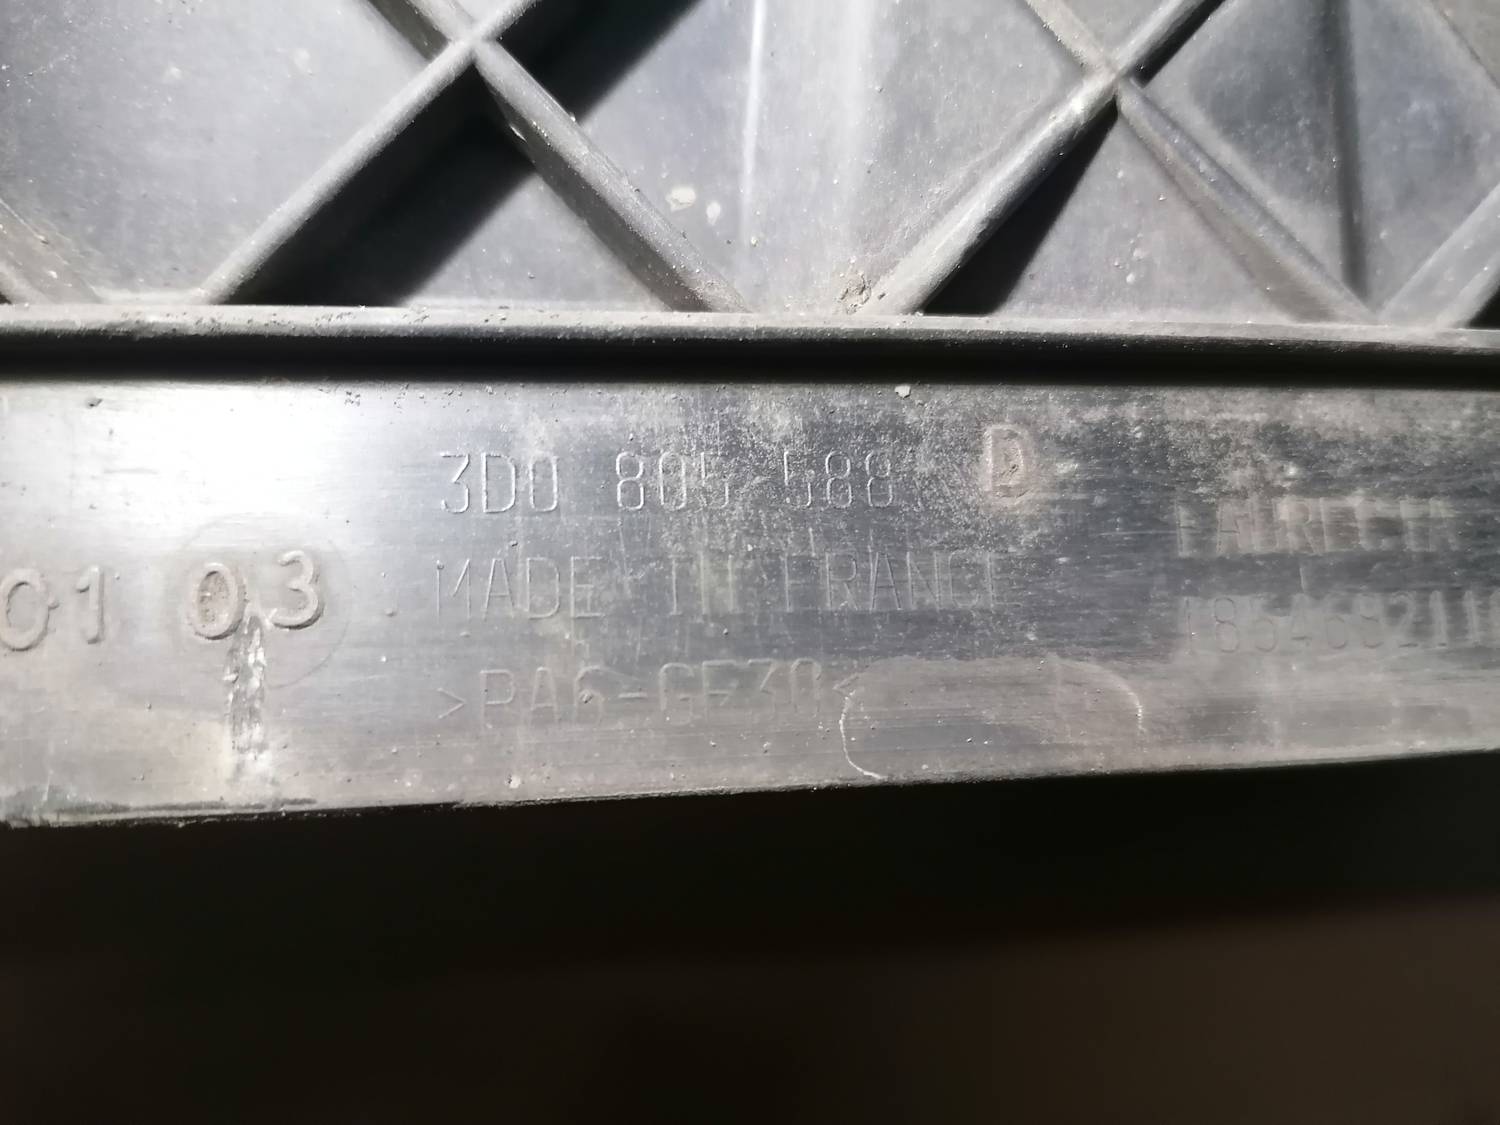 3D0 805 588 D
01 03
MADE IN FRANCE
>PA6-GF30<